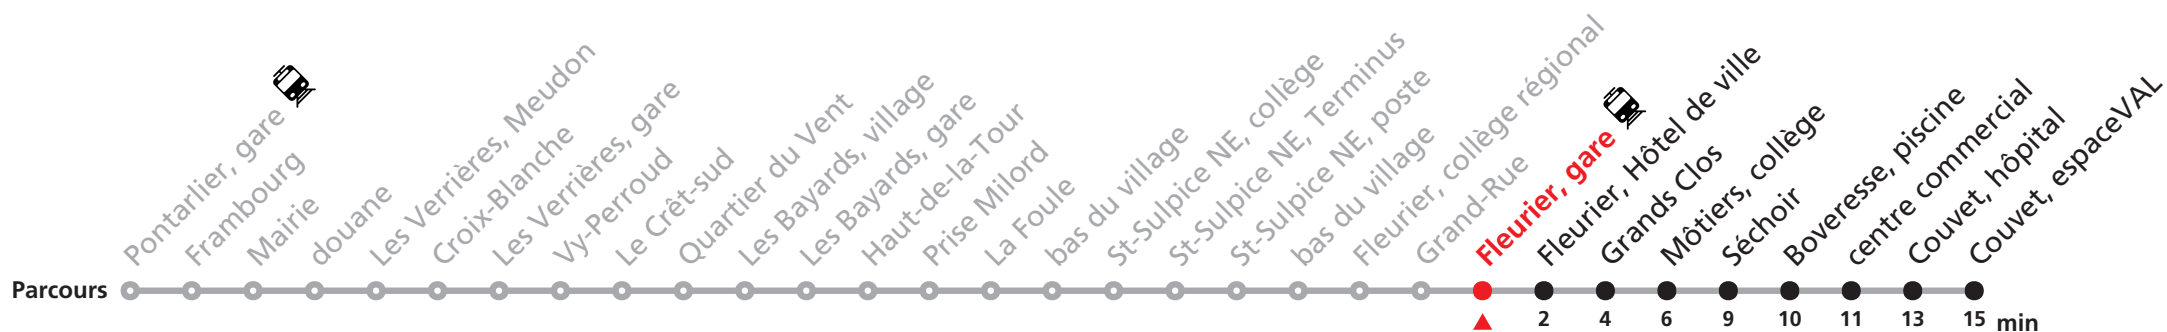 Pontarlier, gare
Frambourg
Mairie
douane
Les Verrières, Meudon
Croix-Blanche
Les Verrières, gare
Vy-Perroud
Le Crêt-sud
Quartier du Vent
Les Bayards, village
Les Bayards, gare
Haut-de-la-Tour
Prise Milord
La Foule
bas du village
St-Sulpice NE, collège
St-Sulpice NE, Terminus
St-Sulpice NE, poste
bas du village
Fleurier, collège régional
Grand-Rue
Fleurier, gare
Fleurier, Hôtel de ville
Grands Clos
Môtiers, collège
Séchoir
Boveresse, piscine
centre commercial
Couvet, hôpital
Couvet, espaceVAL
Parcours
2 4 6 9 10 11 13 15 min